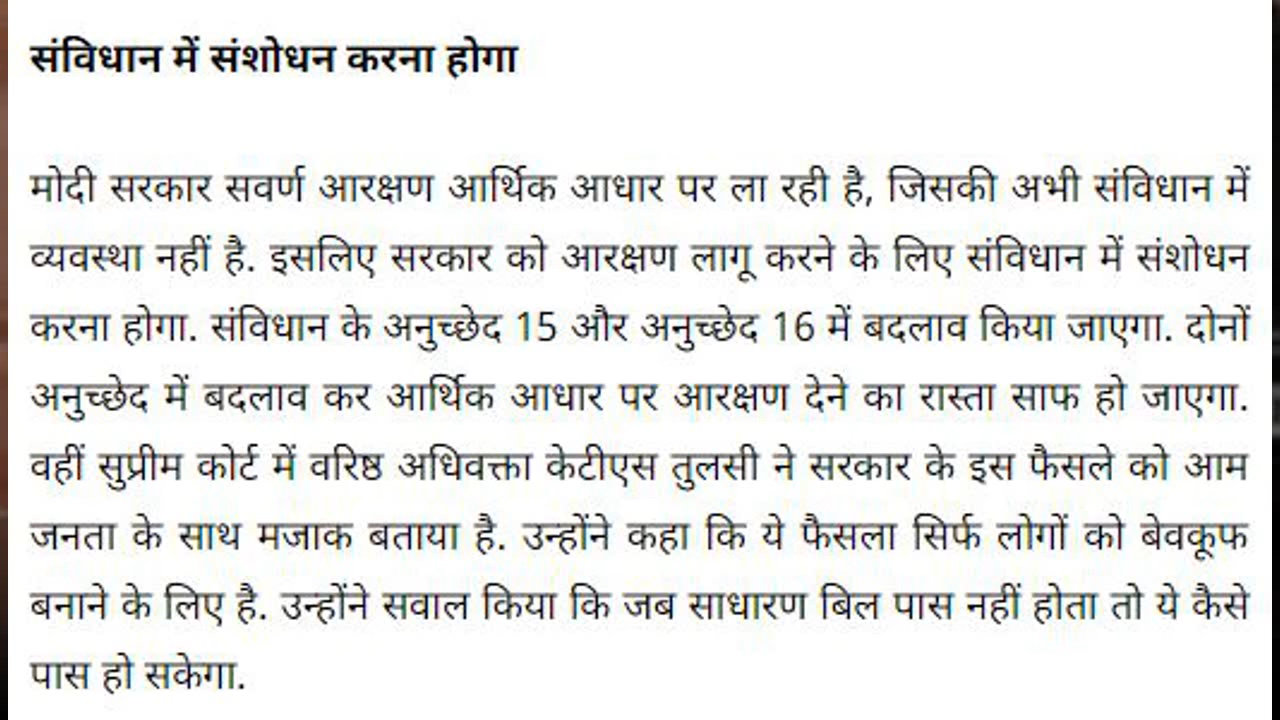 संविधान में संशोधन करना होगा
मोदी सरकार सवर्ण आरक्षण आर्थिक आधार पर ला रही है, जिसकी अभी संविधान में
व्यवस्था नहीं है. इसलिए सरकार को आरक्षण लागू करने के लिए संविधान में संशोधन
करना होगा. संविधान के अनुच्छेद 15 और अनुच्छेद 16 में बदलाव किया जाएगा. दोनों
अनुच्छेद में बदलाव कर आर्थिक आधार पर आरक्षण देने का रास्ता साफ हो जाएगा.
वहीं सुप्रीम कोर्ट में वरिष्ठ अधिवक्ता केटीएस तुलसी ने सरकार के इस फैसले को आम
जनता के साथ मजाक बताया है. उन्होंने कहा कि ये फैसला सिर्फ लोगों को बेवकूफ
बनाने के लिए है. उन्होंने सवाल किया कि जब साधारण बिल पास नहीं होता तो ये कैसे
पास हो सकेगा.